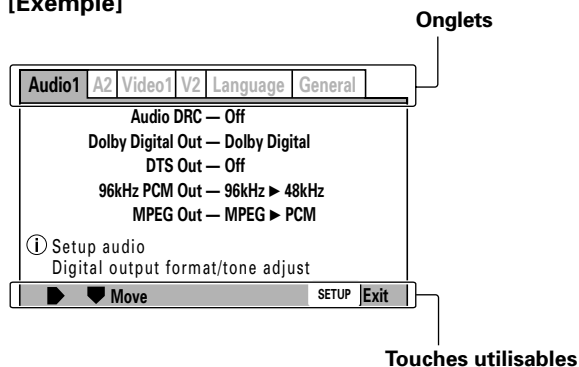 [Exemple]
Onglets
Audio1 A2 Video1 V2 Language General
Audio DRC — Off
Dolby Digital Out — Dolby Digital
DTS Out — Off
96kHz PCM Out — 96kHz ► 48kHz
MPEG Out — MPEG ► PCM
i Setup audio
Digital output format/tone adjust
Move SETUP Exit
Touches utilisables